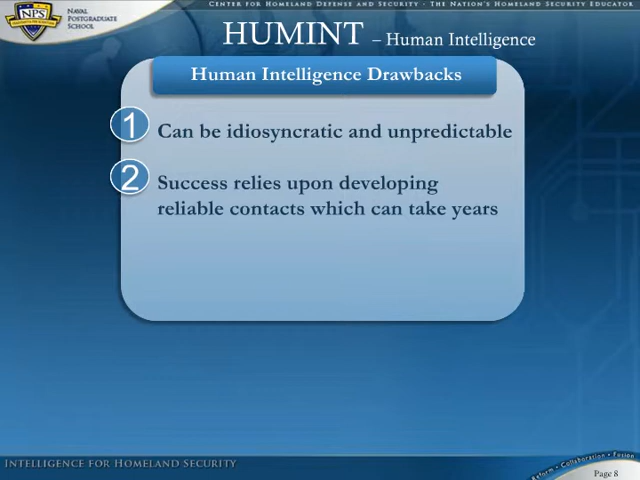 Center for Homeland Defense and Security - The Nation's Homeland Security Educator
NPS
Naval
Postgraduate
School
HUMINT – Human Intelligence
Human Intelligence Drawbacks
1 Can be idiosyncratic and unpredictable
2 Success relies upon developing
reliable contacts which can take years
Intelligence for Homeland Security
Reform • Collaboration • Fusion
Page 8